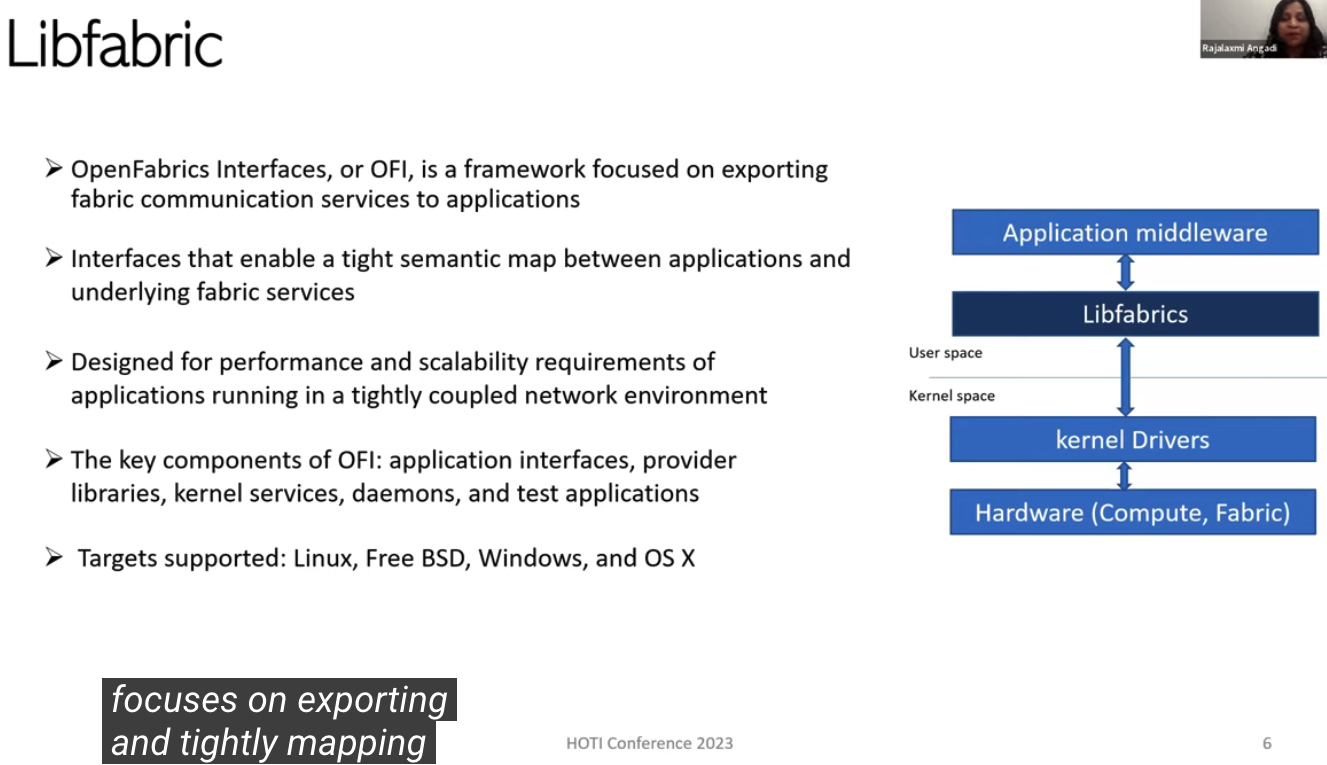 Libfabric
Rajalaxmi Angadi
➢ OpenFabrics Interfaces, or OFI, is a framework focused on exporting
fabric communication services to applications
➢ Interfaces that enable a tight semantic map between applications and
underlying fabric services
➢ Designed for performance and scalability requirements of
applications running in a tightly coupled network environment
➢ The key components of OFI: application interfaces, provider
libraries, kernel services, daemons, and test applications
➢ Targets supported: Linux, Free BSD, Windows, and OS X
Application middleware
Libfabrics
User space
Kernel space
kernel Drivers
Hardware (Compute, Fabric)
focuses on exporting
and tightly mapping
HOTI Conference 2023
6